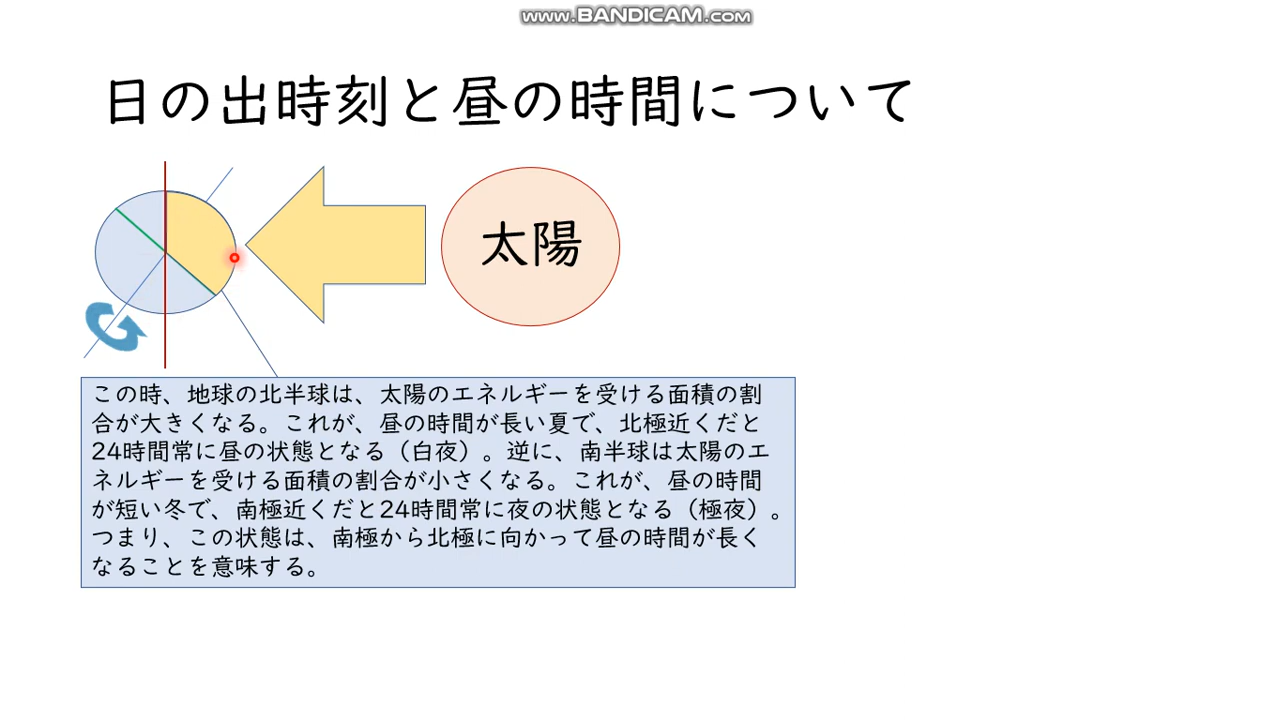 www.BANDICAM.com
日の出時刻と昼の時間について
太陽
この時、地球の北半球は、太陽のエネルギーを受ける面積の割
合が大きくなる。これが、昼の時間が長い夏で、北極近くだと
24時間常に昼の状態となる（白夜）。逆に、南半球は太陽のエ
ネルギーを受ける面積の割合が小さくなる。これが、昼の時間
が短い冬で、南極近くだと24時間常に夜の状態となる（極夜）。
つまり、この状態は、南極から北極に向かって昼の時間が長く
なることを意味する。